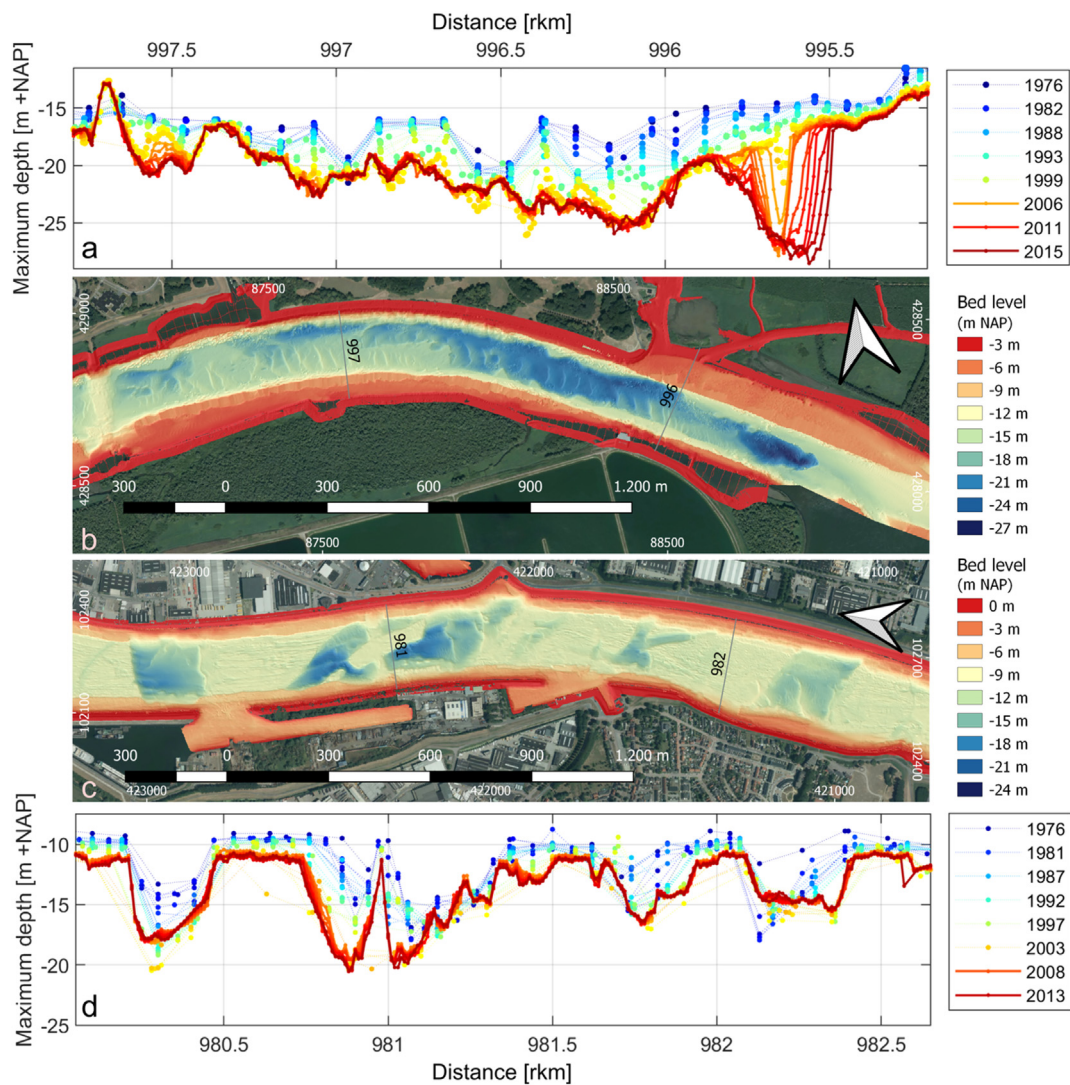 Distance [rkm]
997.5 997 996.5 996 995.5
Maximum depth [m +NAP]
-15
-20
-25
a
1976
1982
1988
1993
1999
2006
2011
2015
87500 88500
429000 428500
997
996
428500 428000
300 0 300 600 900 1.200 m
b
87500 88500
Bed level
(m NAP)
-3 m
-6 m
-9 m
-12 m
-15 m
-18 m
-21 m
-24 m
-27 m
423000 422000 421000
102400
981
982
102700
102100
300 0 300 600 900 1.200 m
102400
c
423000 422000 421000
Bed level
(m NAP)
0 m
-3 m
-6 m
-9 m
-12 m
-15 m
-18 m
-21 m
-24 m
Maximum depth [m +NAP]
-10
-15
-20
-25
d
1976
1981
1987
1992
1997
2003
2008
2013
980.5 981 981.5 982 982.5
Distance [rkm]